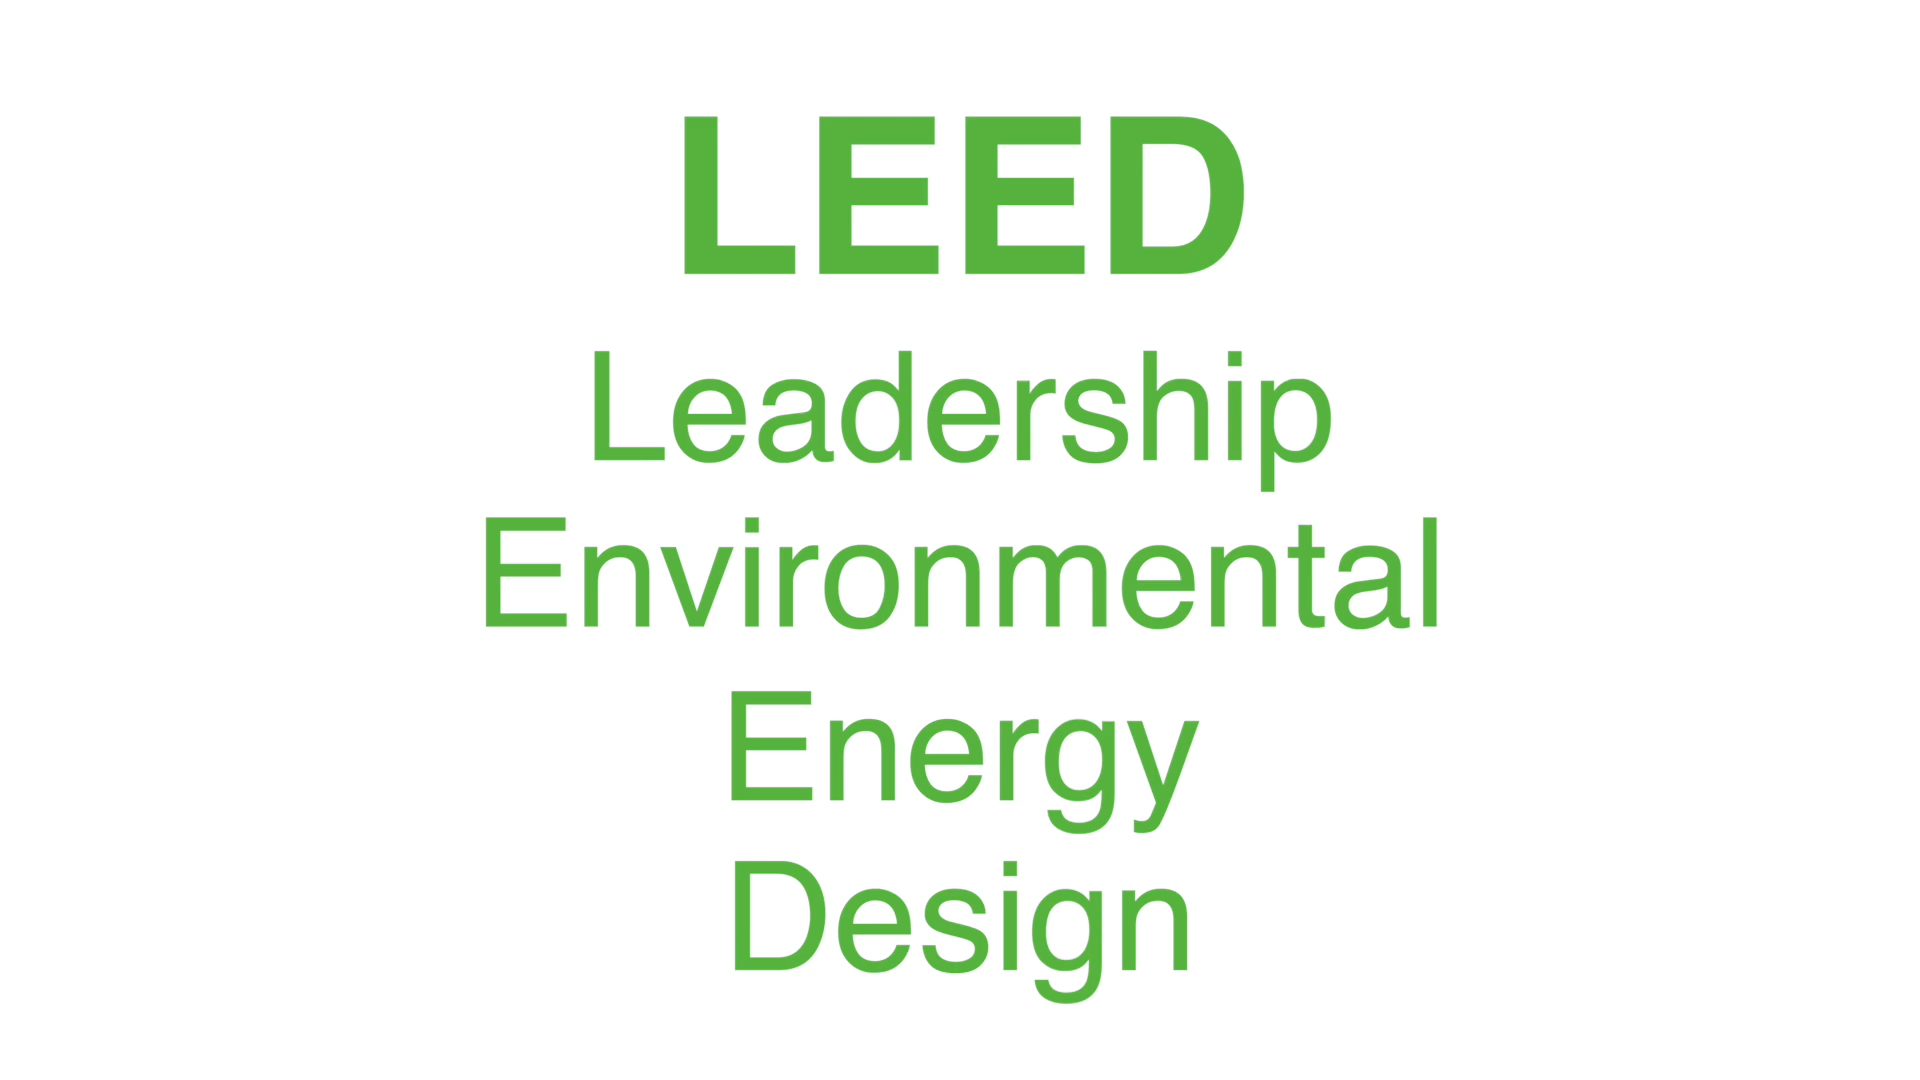 LEED
Leadership
Environmental
Energy
Design